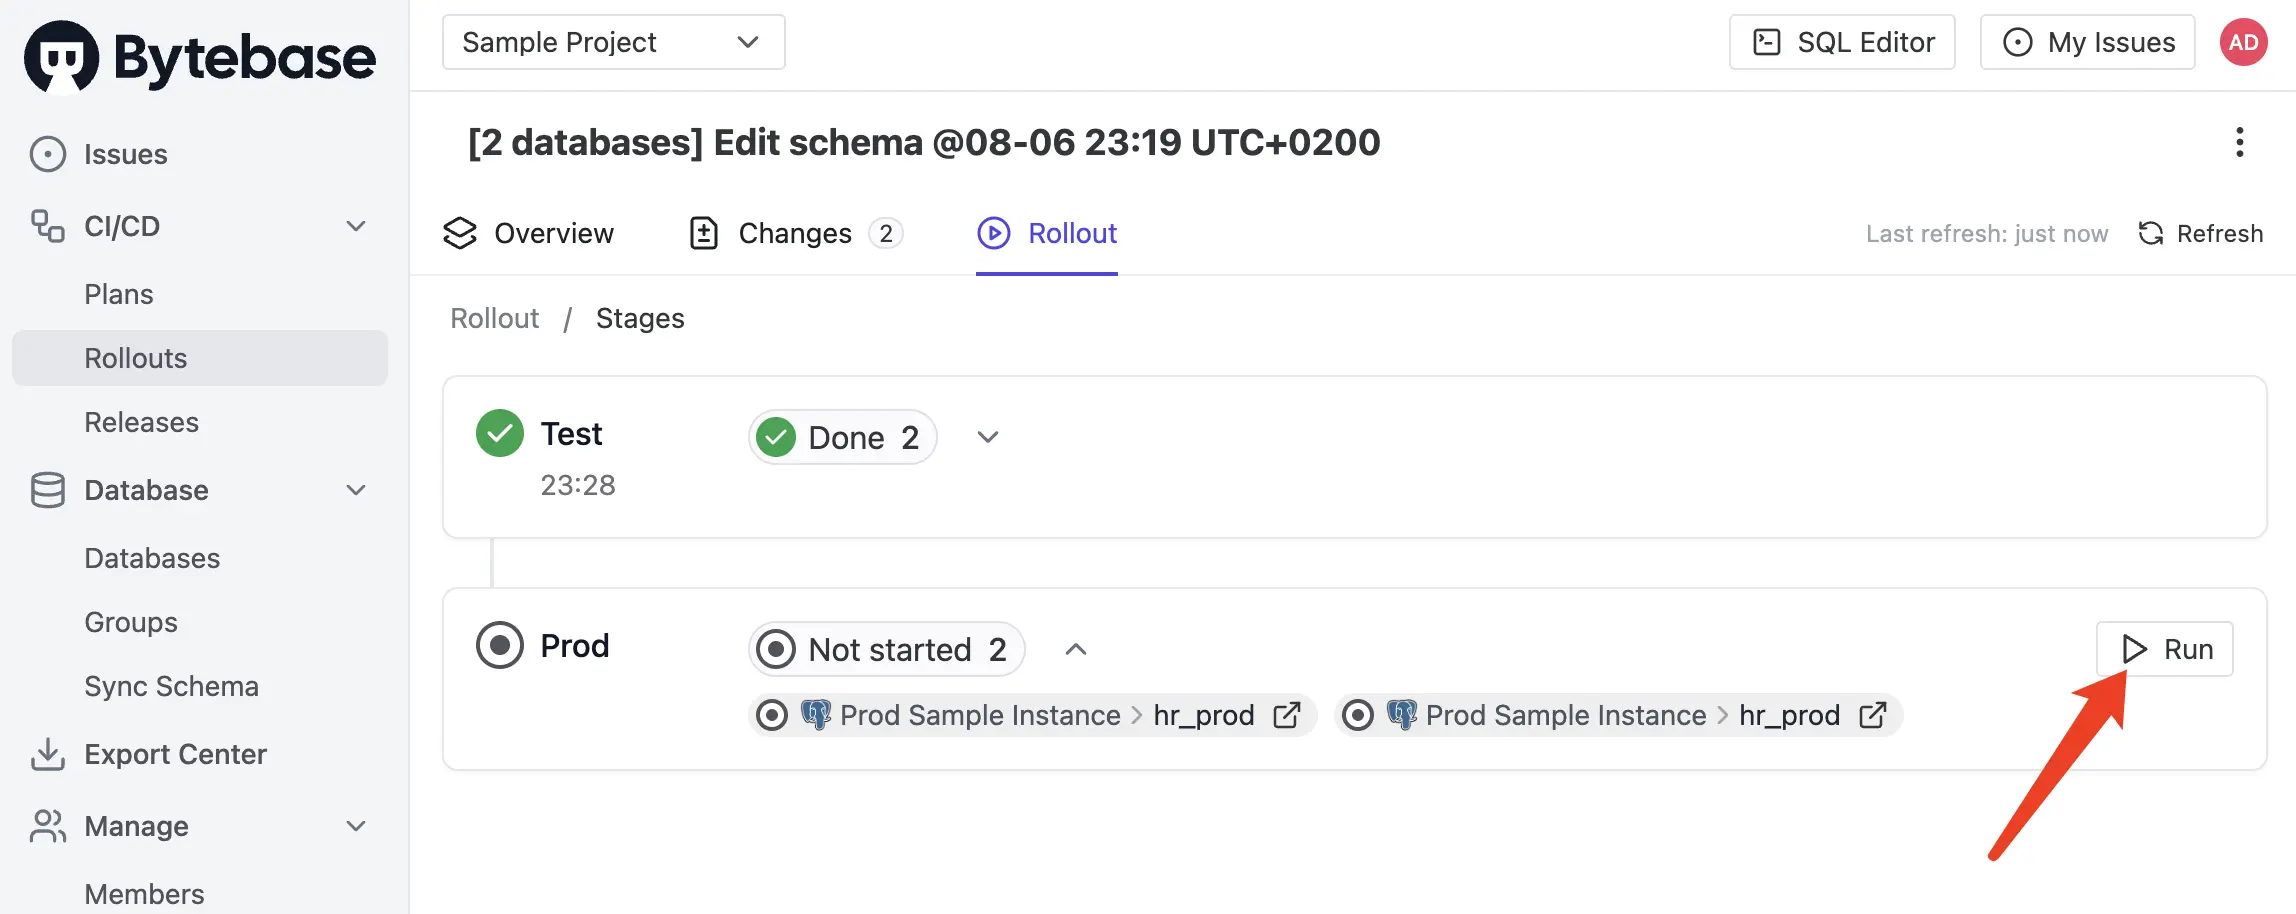 Bytebase
Sample Project
SQL Editor
My Issues
AD
Issues
CI/CD
Plans
Rollouts
Releases
Database
Databases
Groups
Sync Schema
Export Center
Manage
Members
[2 databases] Edit schema @08-06 23:19 UTC+0200
Overview
Changes 2
Rollout
Last refresh: just now
Refresh
Rollout / Stages
Test
Done 2
23:28
Prod
Not started 2
Run
Prod Sample Instance > hr_prod
Prod Sample Instance > hr_prod